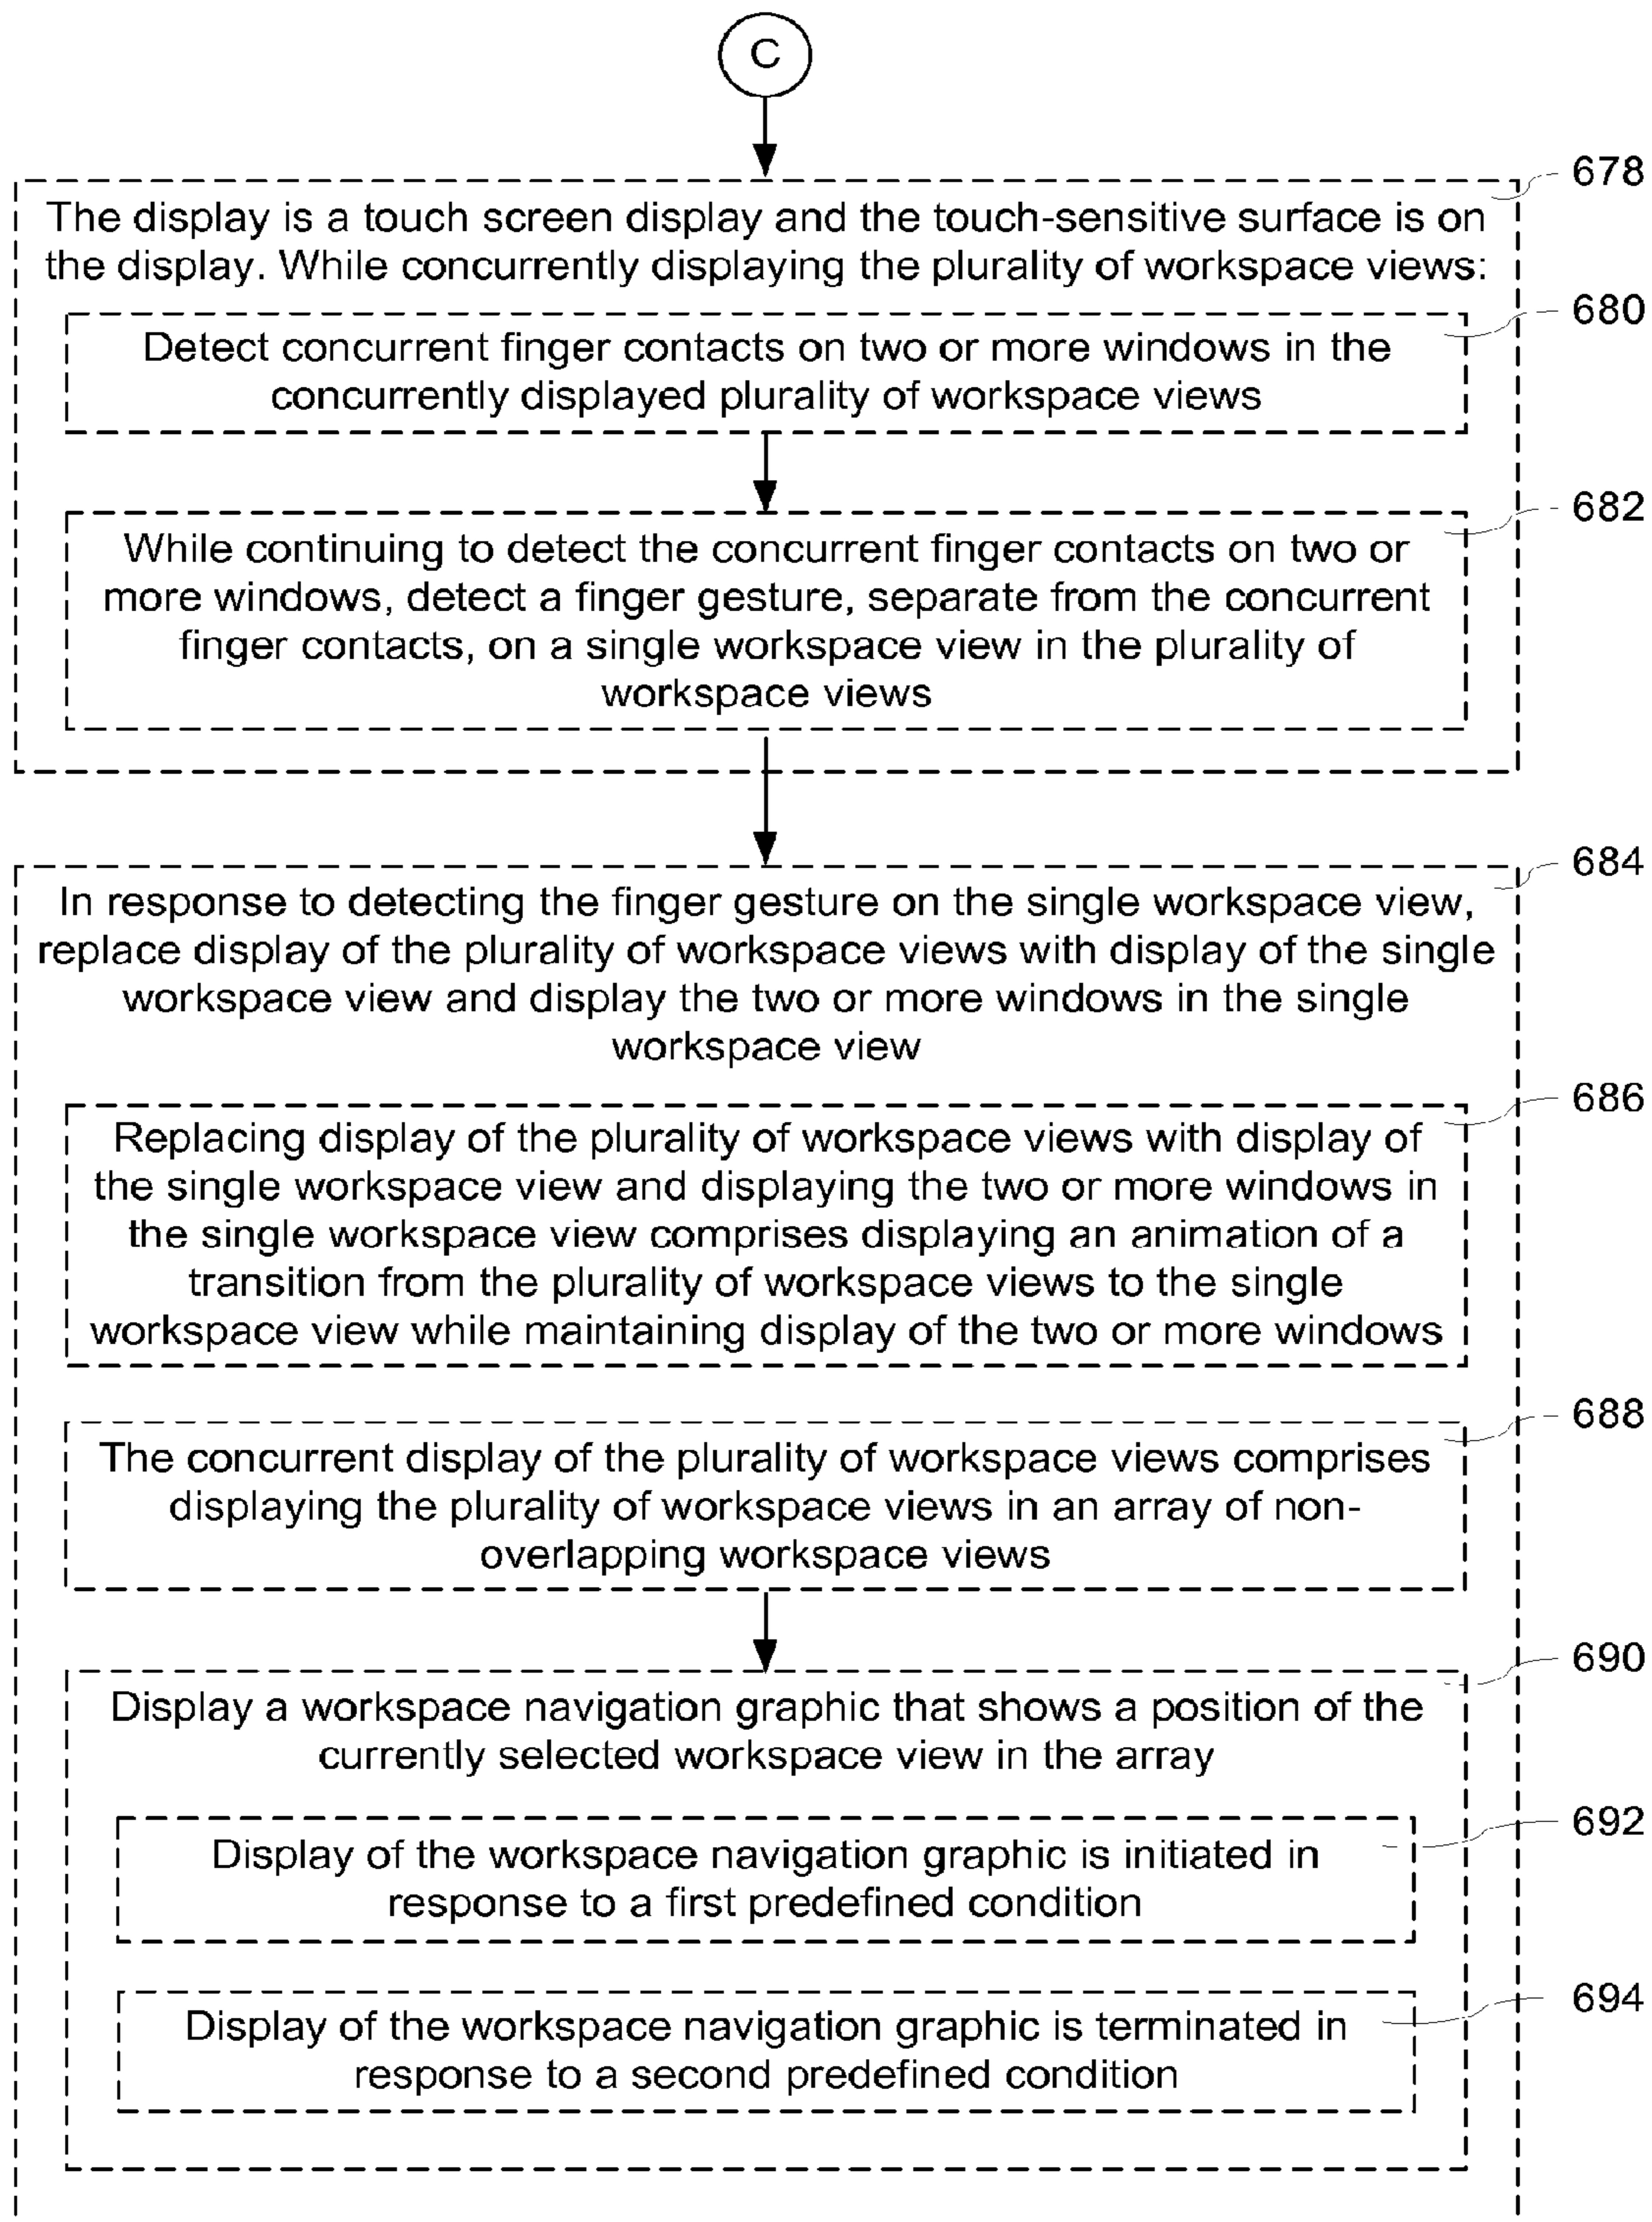 C
678
The display is a touch screen display and the touch-sensitive surface is on
the display. While concurrently displaying the plurality of workspace views:
680
Detect concurrent finger contacts on two or more windows in the
concurrently displayed plurality of workspace views
682
While continuing to detect the concurrent finger contacts on two or
more windows, detect a finger gesture, separate from the concurrent
finger contacts, on a single workspace view in the plurality of
workspace views
684
In response to detecting the finger gesture on the single workspace view,
replace display of the plurality of workspace views with display of the single
workspace view and display the two or more windows in the single
workspace view
686
Replacing display of the plurality of workspace views with display of
the single workspace view and displaying the two or more windows in
the single workspace view comprises displaying an animation of a
transition from the plurality of workspace views to the single
workspace view while maintaining display of the two or more windows
688
The concurrent display of the plurality of workspace views comprises
displaying the plurality of workspace views in an array of non-
overlapping workspace views
690
Display a workspace navigation graphic that shows a position of the
currently selected workspace view in the array
692
Display of the workspace navigation graphic is initiated in
response to a first predefined condition
694
Display of the workspace navigation graphic is terminated in
response to a second predefined condition